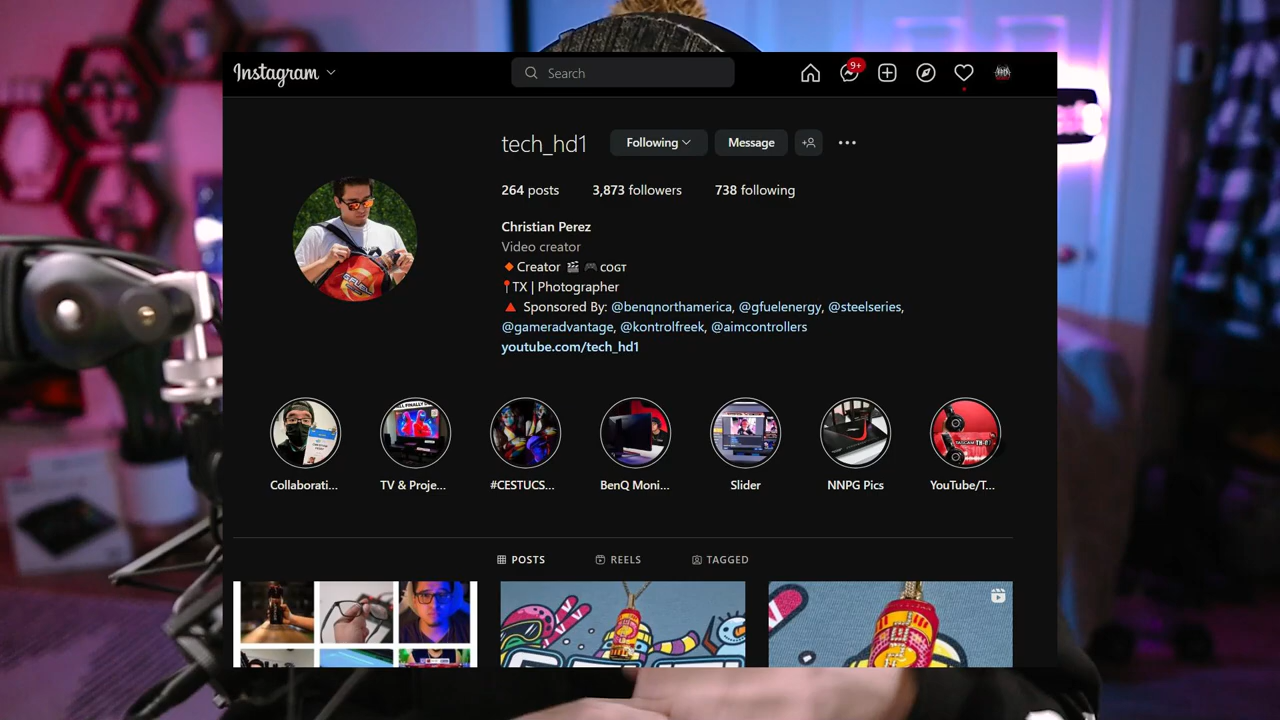 Instagram
Search
9+
tech_hd1
Following
Message
264 posts
3,873 followers
738 following
Christian Perez
Video creator
Creator COGT
TX | Photographer
Sponsored By: @benqnorthamerica, @gfuelenergy, @steelseries,
@gameradvantage, @kontrolfreek, @aimcontrollers
youtube.com/tech_hd1
Collaborati...
TV & Proje...
#CESTUCS...
BenQ Moni...
Slider
NNPG Pics
YouTube/T...
POSTS
REELS
TAGGED